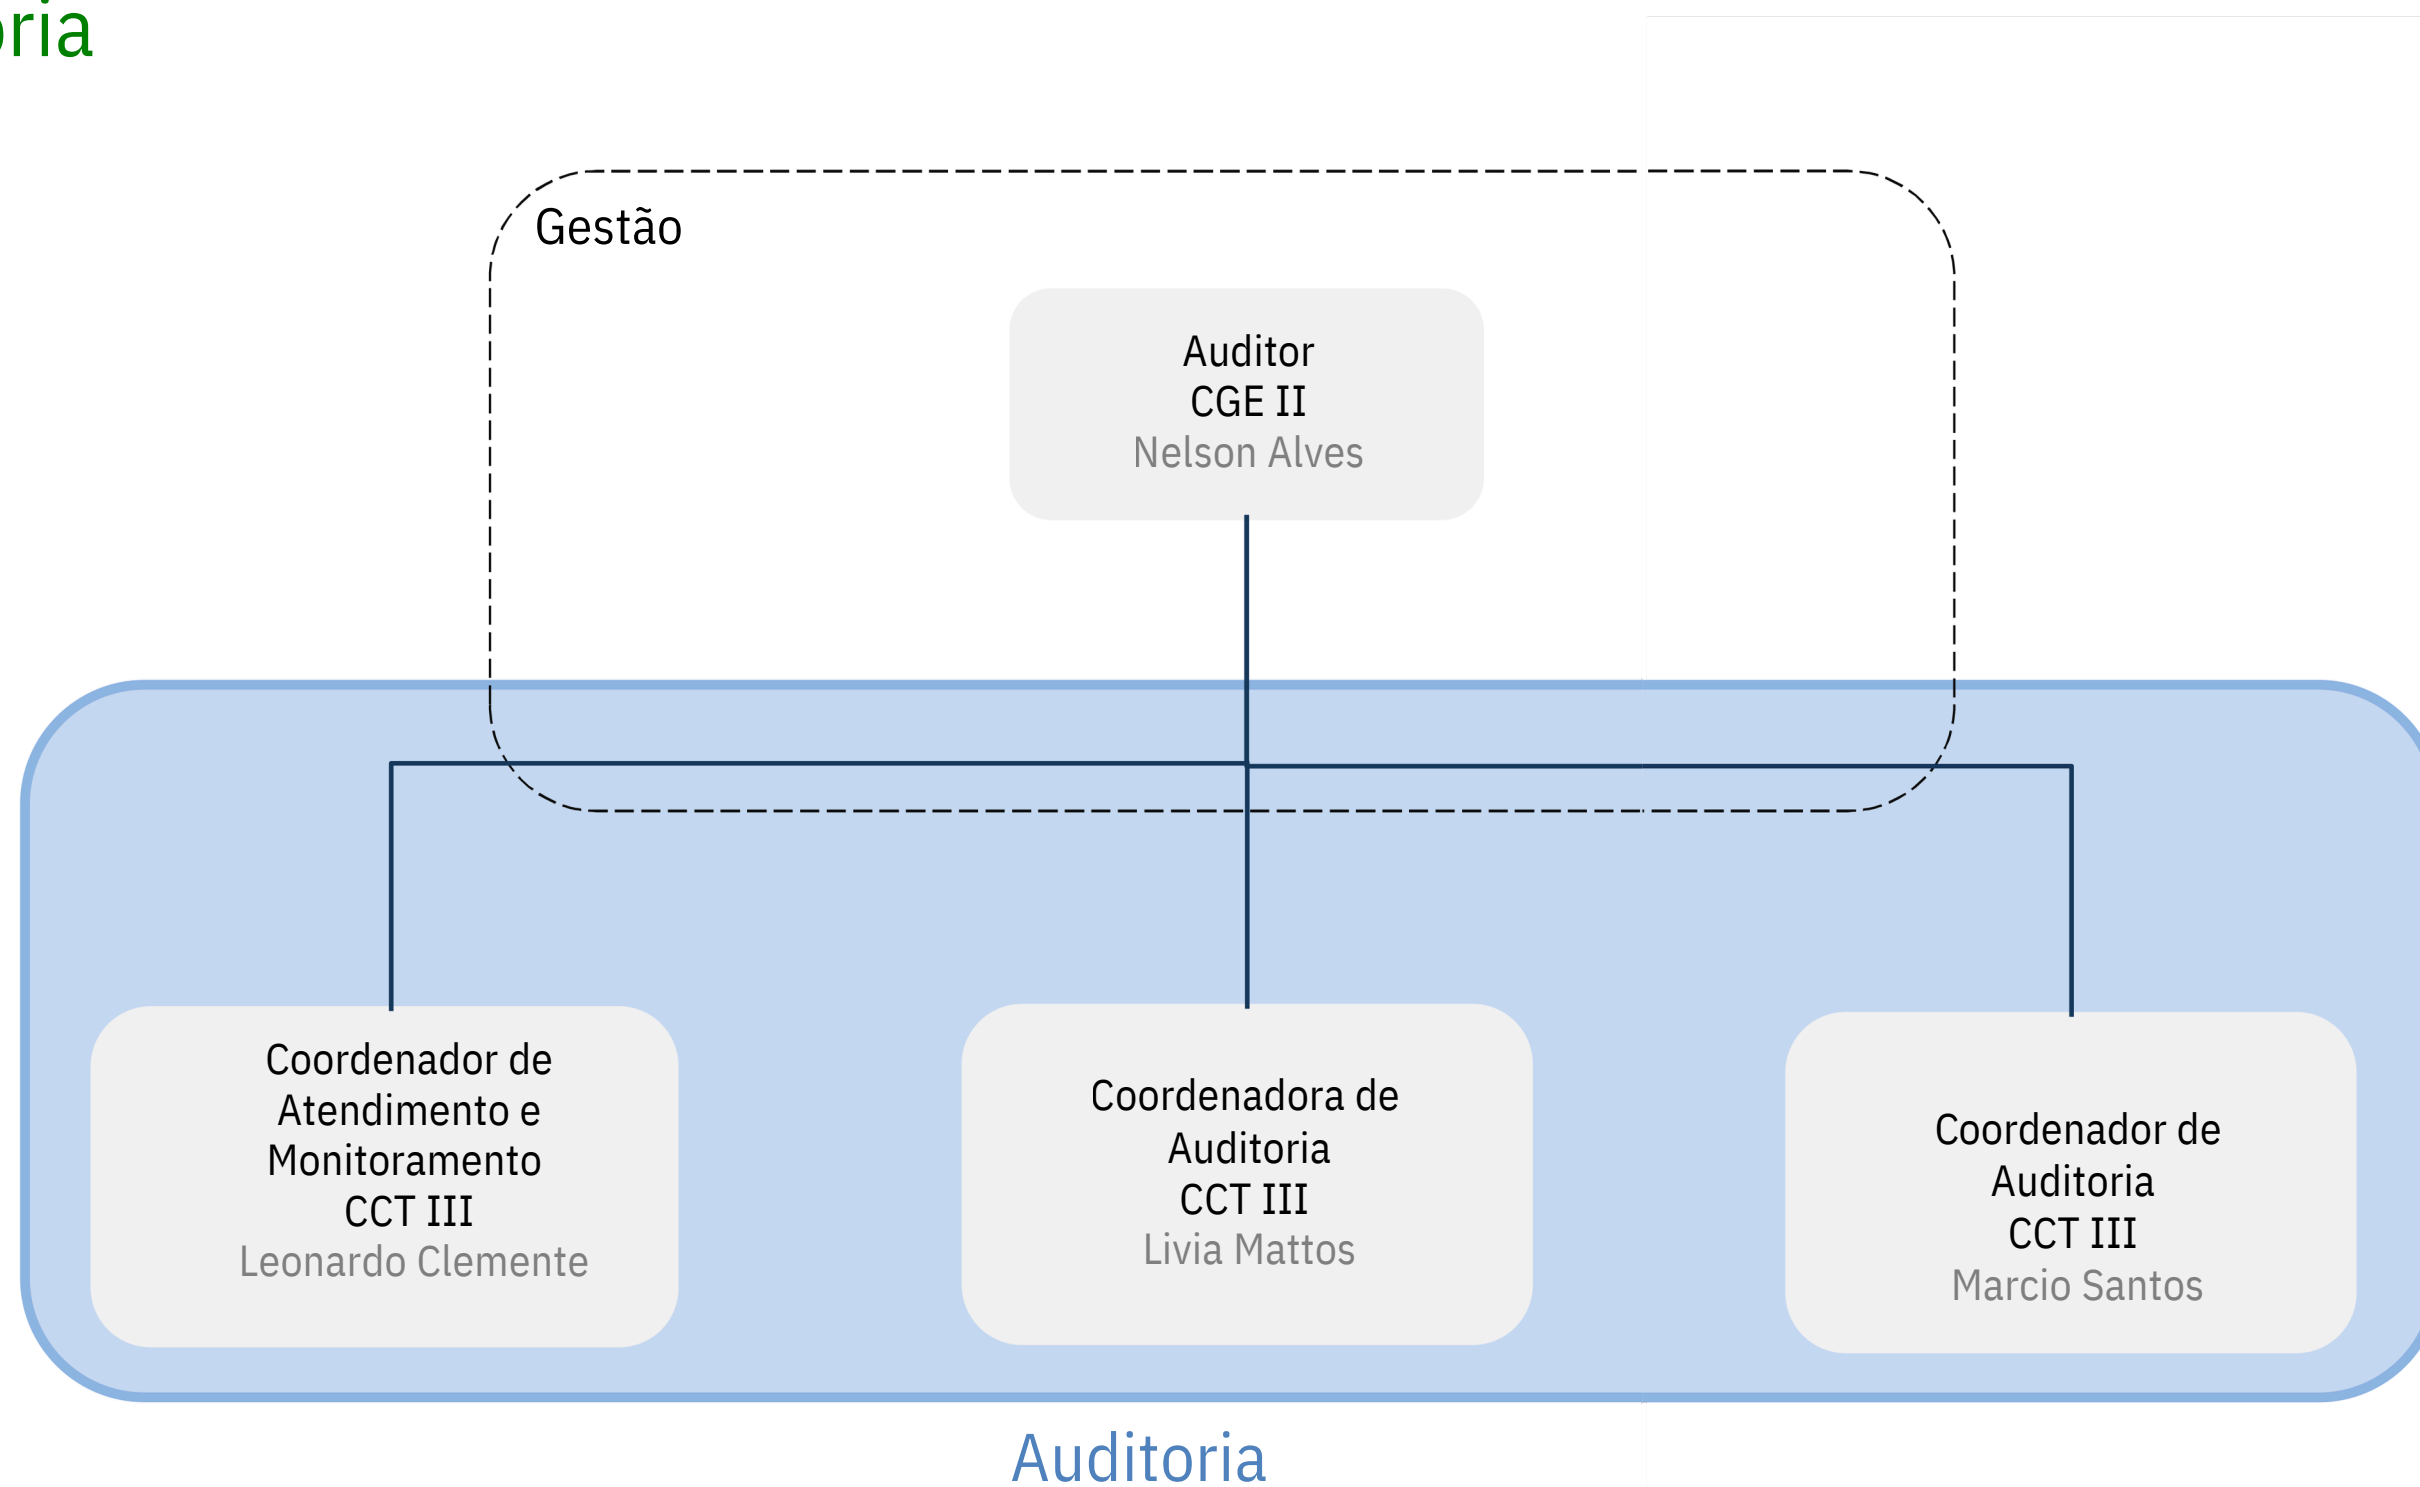 Gestão
Auditor
CGE II
Nelson Alves
Coordenador de
Atendimento e
Monitoramento
CCT III
Leonardo Clemente
Coordenadora de
Auditoria
CCT III
Livia Mattos
Coordenador de
Auditoria
CCT III
Marcio Santos
Auditoria